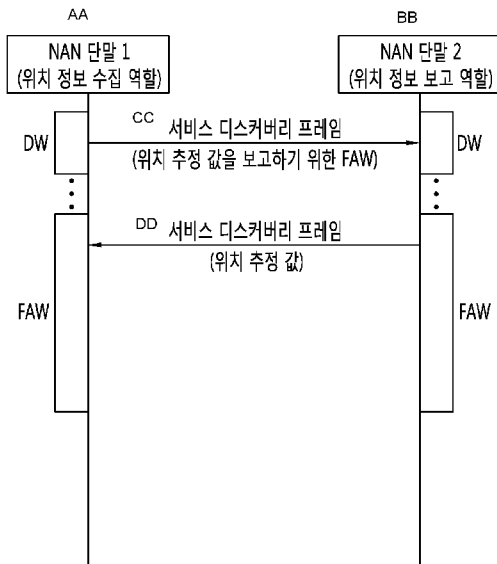 AA
BB
NAN 단말 1
(위치 정보 수집 역할)
NAN 단말 2
(위치 정보 보고 역할)
CC
서비스 디스커버리 프레임
(위치 추정 값을 보고하기 위한 FAW)
DW
DW
DD
서비스 디스커버리 프레임
(위치 추정 값)
FAW
FAW